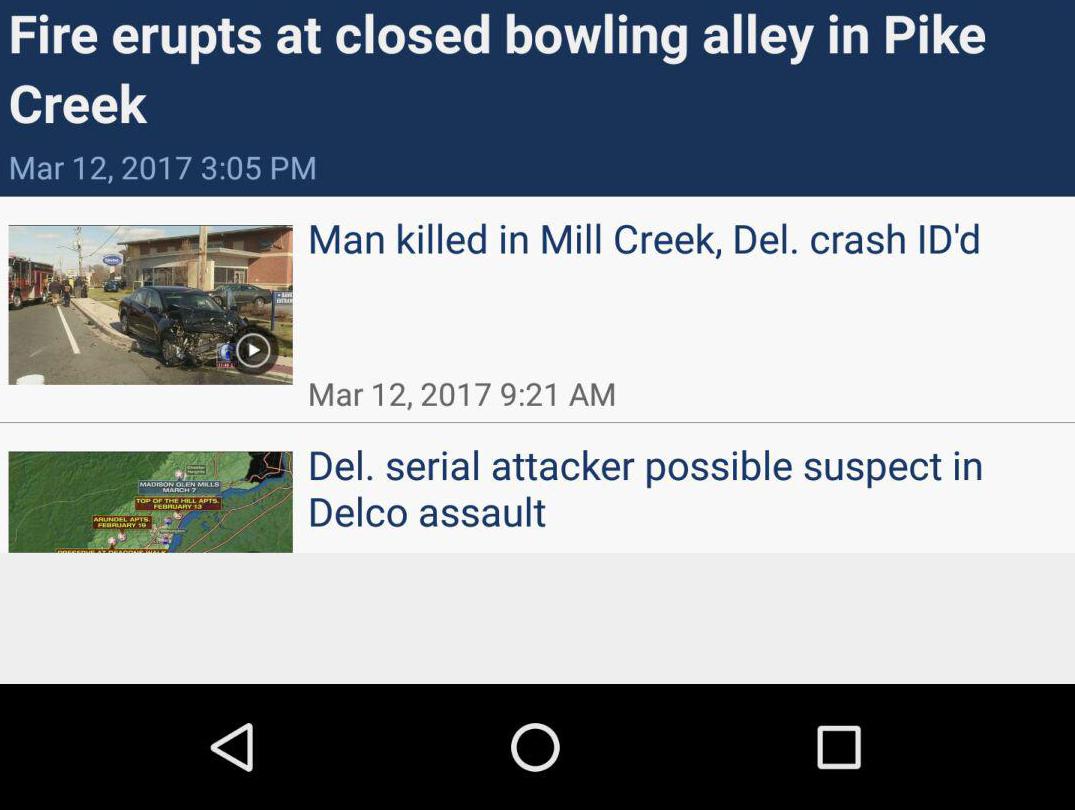 Fire erupts at closed bowling alley in Pike
Creek
Mar 12, 2017 3:05 PM
Man killed in Mill Creek, Del. crash ID'd
Mar 12, 2017 9:21 AM
Del. serial attacker possible suspect in
Delco assault
MADISON GLEN MILLS
MARCH 7
TOP OF THE HILL APTS.
FEBRUARY 13
ARUNDEL APTS.
FEBRUARY 19